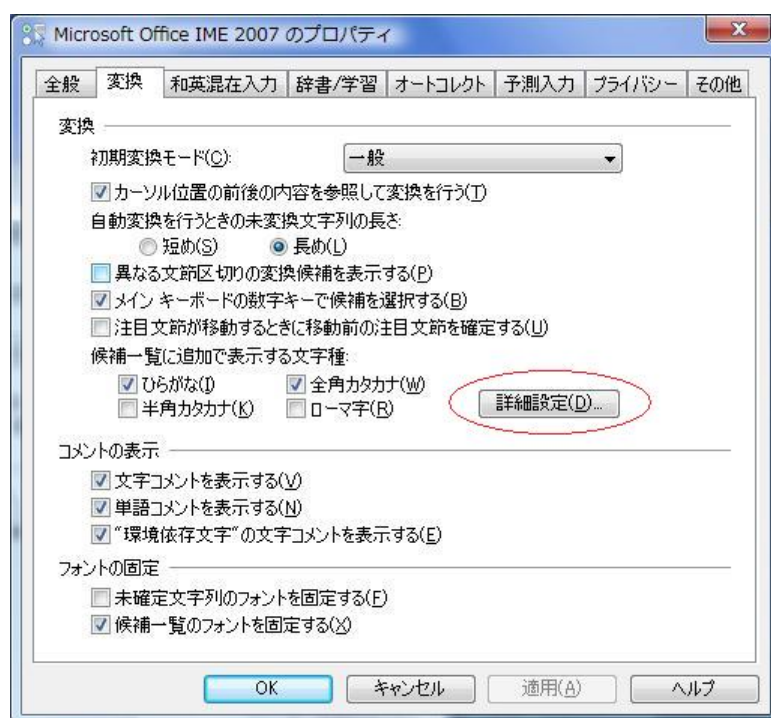 Microsoft Office IME 2007 のプロパティ
全般 変換 和英混在入力 辞書/学習 オートコレクト 予測入力 プライバシー その他
変換
初期変換モード(C): 一般
カーソル位置の前後の内容を参照して変換を行う(T)
自動変換を行うときの未変換文字列の長さ:
短め(S) 長め(L)
異なる文節区切りの変換候補を表示する(P)
メイン キーボードの数字キーで候補を選択する(B)
注目文節が移動するときに移動前の注目文節を確定する(U)
候補一覧に追加で表示する文字種:
ひらがな(I) 全角カタカナ(W)
半角カタカナ(K) ローマ字(R) 詳細設定(D)...
コメントの表示
文字コメントを表示する(V)
単語コメントを表示する(N)
"環境依存文字"の文字コメントを表示する(E)
フォントの固定
未確定文字列のフォントを固定する(F)
候補一覧のフォントを固定する(X)
OK キャンセル 適用(A) ヘルプ